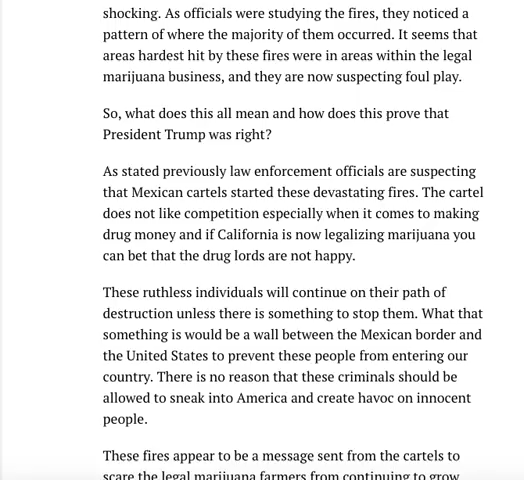 shocking. As officials were studying the fires, they noticed a
pattern of where the majority of them occurred. It seems that
areas hardest hit by these fires were in areas within the legal
marijuana business, and they are now suspecting foul play.
So, what does this all mean and how does this prove that
President Trump was right?
As stated previously law enforcement officials are suspecting
that Mexican cartels started these devastating fires. The cartel
does not like competition especially when it comes to making
drug money and if California is now legalizing marijuana you
can bet that the drug lords are not happy.
These ruthless individuals will continue on their path of
destruction unless there is something to stop them. What that
something is would be a wall between the Mexican border and
the United States to prevent these people from entering our
country. There is no reason that these criminals should be
allowed to sneak into America and create havoc on innocent
people.
These fires appear to be a message sent from the cartels to
scare the legal marijuana farmers from continuing to grow